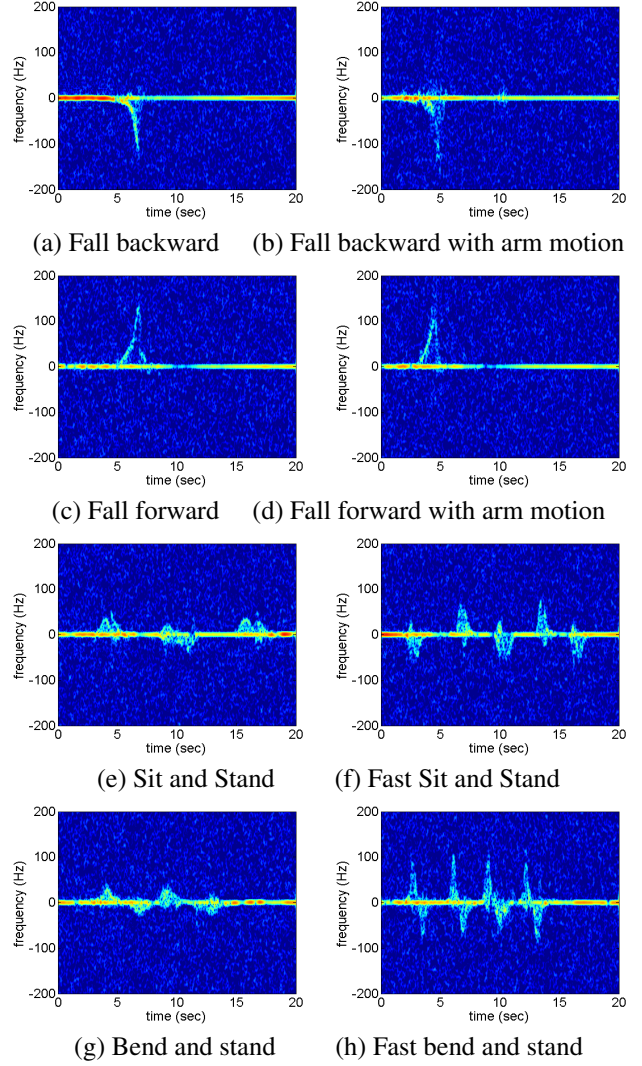 200
100
0
-100
-200
frequency (Hz)
0 5 10 15 20
time (sec)
200
100
0
-100
-200
frequency (Hz)
0 5 10 15 20
time (sec)
(a) Fall backward (b) Fall backward with arm motion
200
100
0
-100
-200
frequency (Hz)
0 5 10 15 20
time (sec)
200
100
0
-100
-200
frequency (Hz)
0 5 10 15 20
time (sec)
(c) Fall forward (d) Fall forward with arm motion
200
100
0
-100
-200
frequency (Hz)
0 5 10 15 20
time (sec)
200
100
0
-100
-200
frequency (Hz)
0 5 10 15 20
time (sec)
(e) Sit and Stand (f) Fast Sit and Stand
200
100
0
-100
-200
frequency (Hz)
0 5 10 15 20
time (sec)
200
100
0
-100
-200
frequency (Hz)
0 5 10 15 20
time (sec)
(g) Bend and stand (h) Fast bend and stand